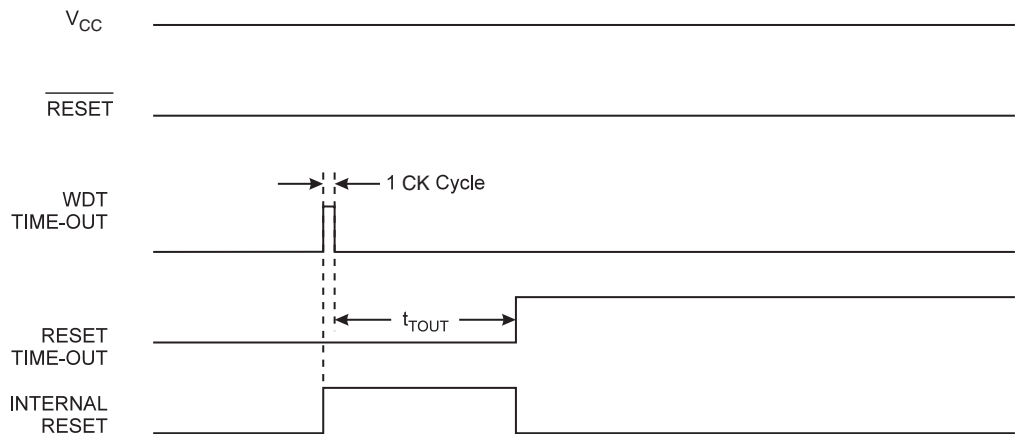 VCC
RESET
1 CK Cycle
WDT
TIME-OUT
tTOUT
RESET
TIME-OUT
INTERNAL
RESET